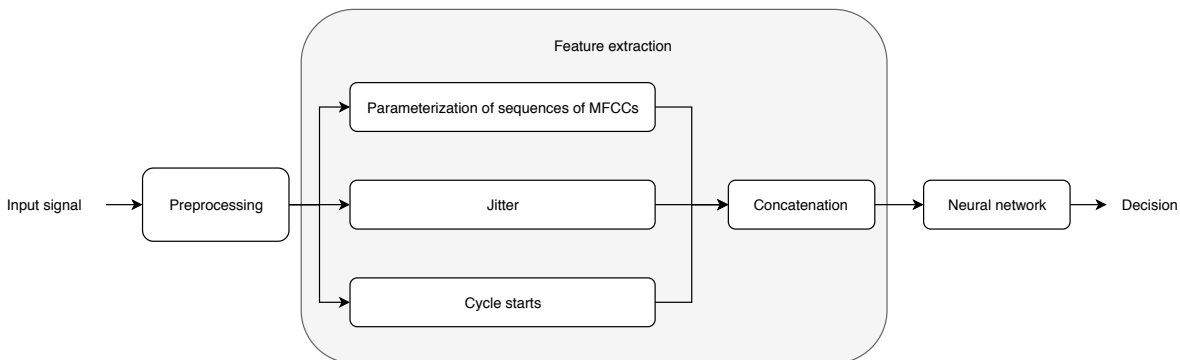 Feature extraction
Parameterization of sequences of MFCCs
Input signal
Preprocessing
Jitter
Concatenation
Neural network
Decision
Cycle starts